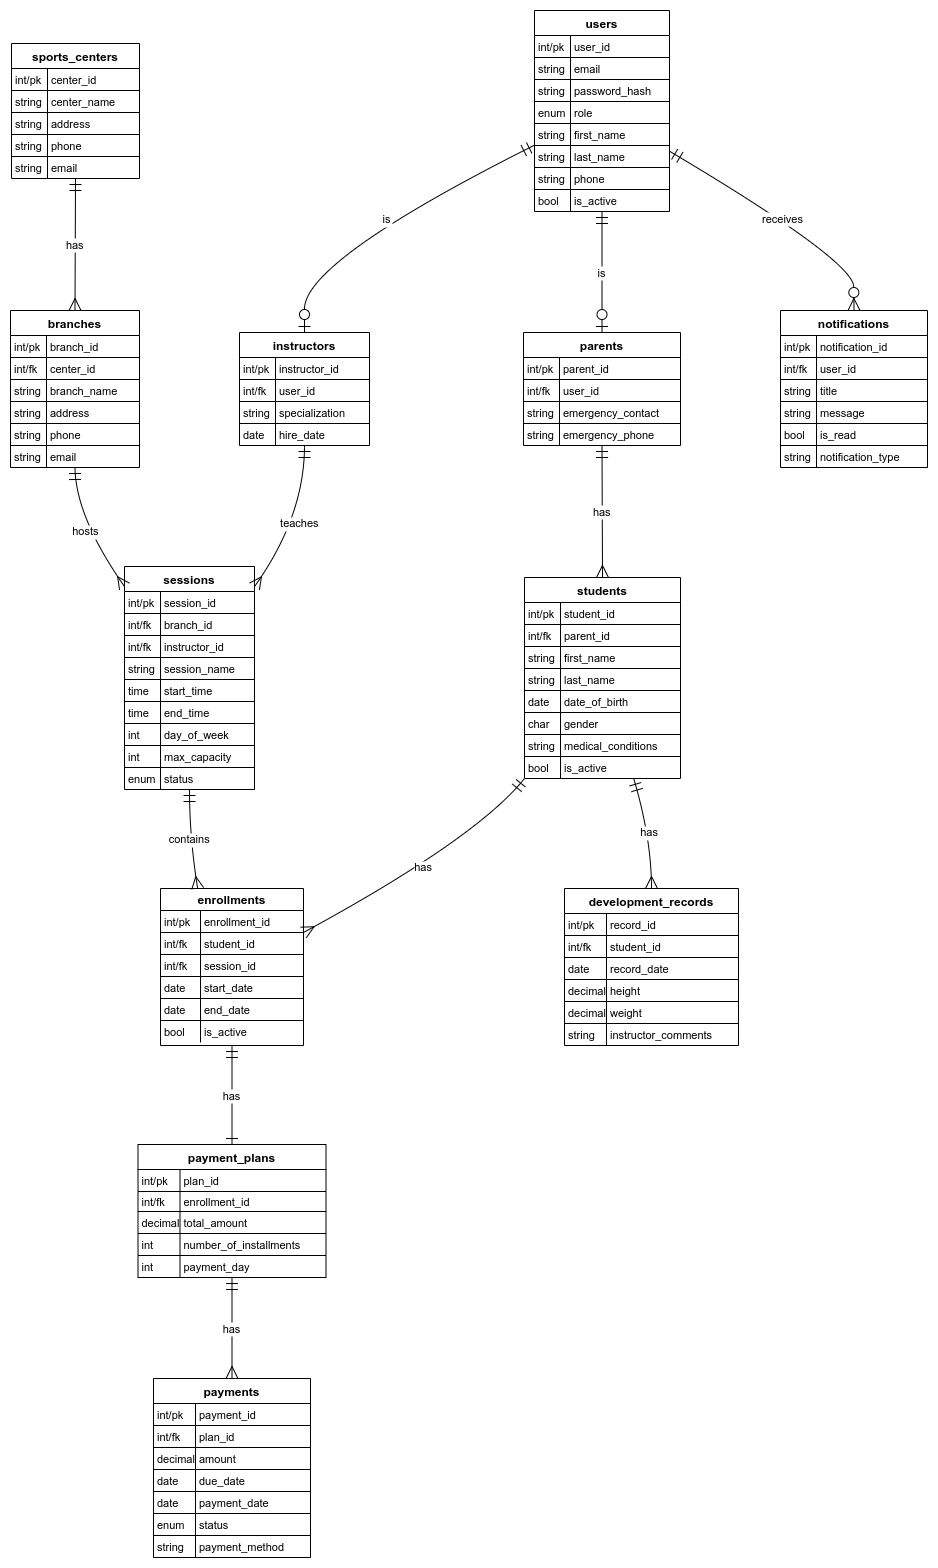 users
int/pk user_id
string email
string password_hash
enum role
string first_name
string last_name
string phone
bool is_active
sports_centers
int/pk center_id
string center_name
string address
string phone
string email
is
receives
has
is
branches
int/pk branch_id
int/fk center_id
string branch_name
string address
string phone
string email
instructors
int/pk instructor_id
int/fk user_id
string specialization
date hire_date
parents
int/pk parent_id
int/fk user_id
string emergency_contact
string emergency_phone
notifications
int/pk notification_id
int/fk user_id
string title
string message
bool is_read
string notification_type
hosts
teaches
has
sessions
int/pk session_id
int/fk branch_id
int/fk instructor_id
string session_name
time start_time
time end_time
int day_of_week
int max_capacity
enum status
students
int/pk student_id
int/fk parent_id
string first_name
string last_name
date date_of_birth
char gender
string medical_conditions
bool is_active
contains
has
has
enrollments
int/pk enrollment_id
int/fk student_id
int/fk session_id
date start_date
date end_date
bool is_active
development_records
int/pk record_id
int/fk student_id
date record_date
decimal height
decimal weight
string instructor_comments
has
payment_plans
int/pk plan_id
int/fk enrollment_id
decimal total_amount
int number_of_installments
int payment_day
has
payments
int/pk payment_id
int/fk plan_id
decimal amount
date due_date
date payment_date
enum status
string payment_method